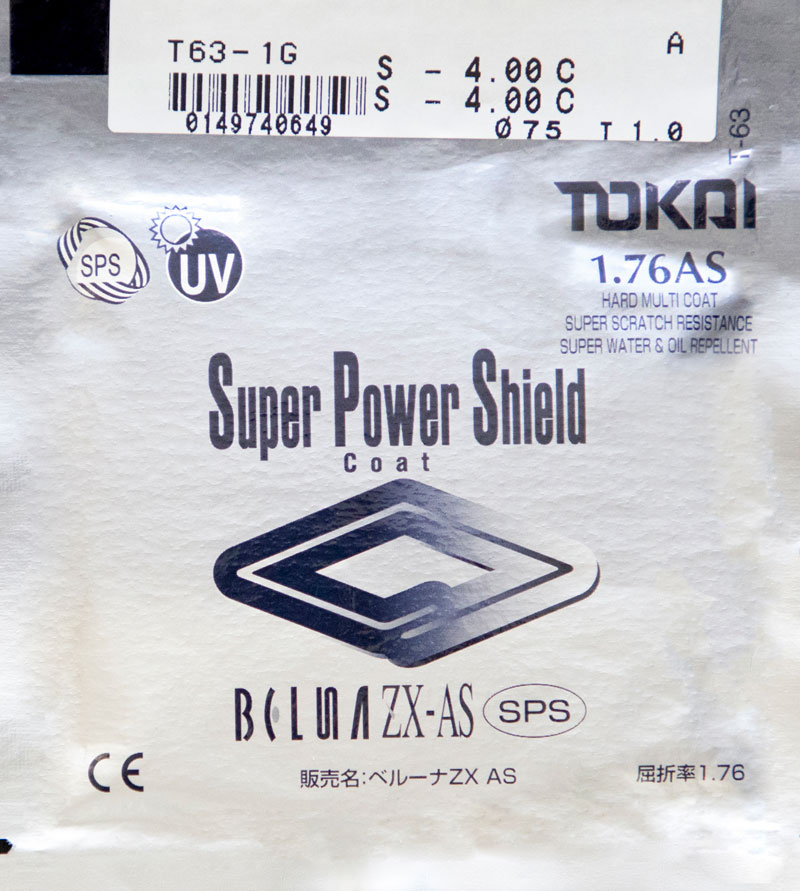 T63-1G
A
S - 4.00 C
S - 4.00 C
0149740649
Ø75 T 1.0
T-63
TOKAI
SPS
UV
1.76AS
HARD MULTI COAT
SUPER SCRATCH RESISTANCE
SUPER WATER & OIL REPELLENT
Super Power Shield
Coat
BELUNA ZX-AS SPS
CE
販売名:ベルーナZX AS
屈折率1.76